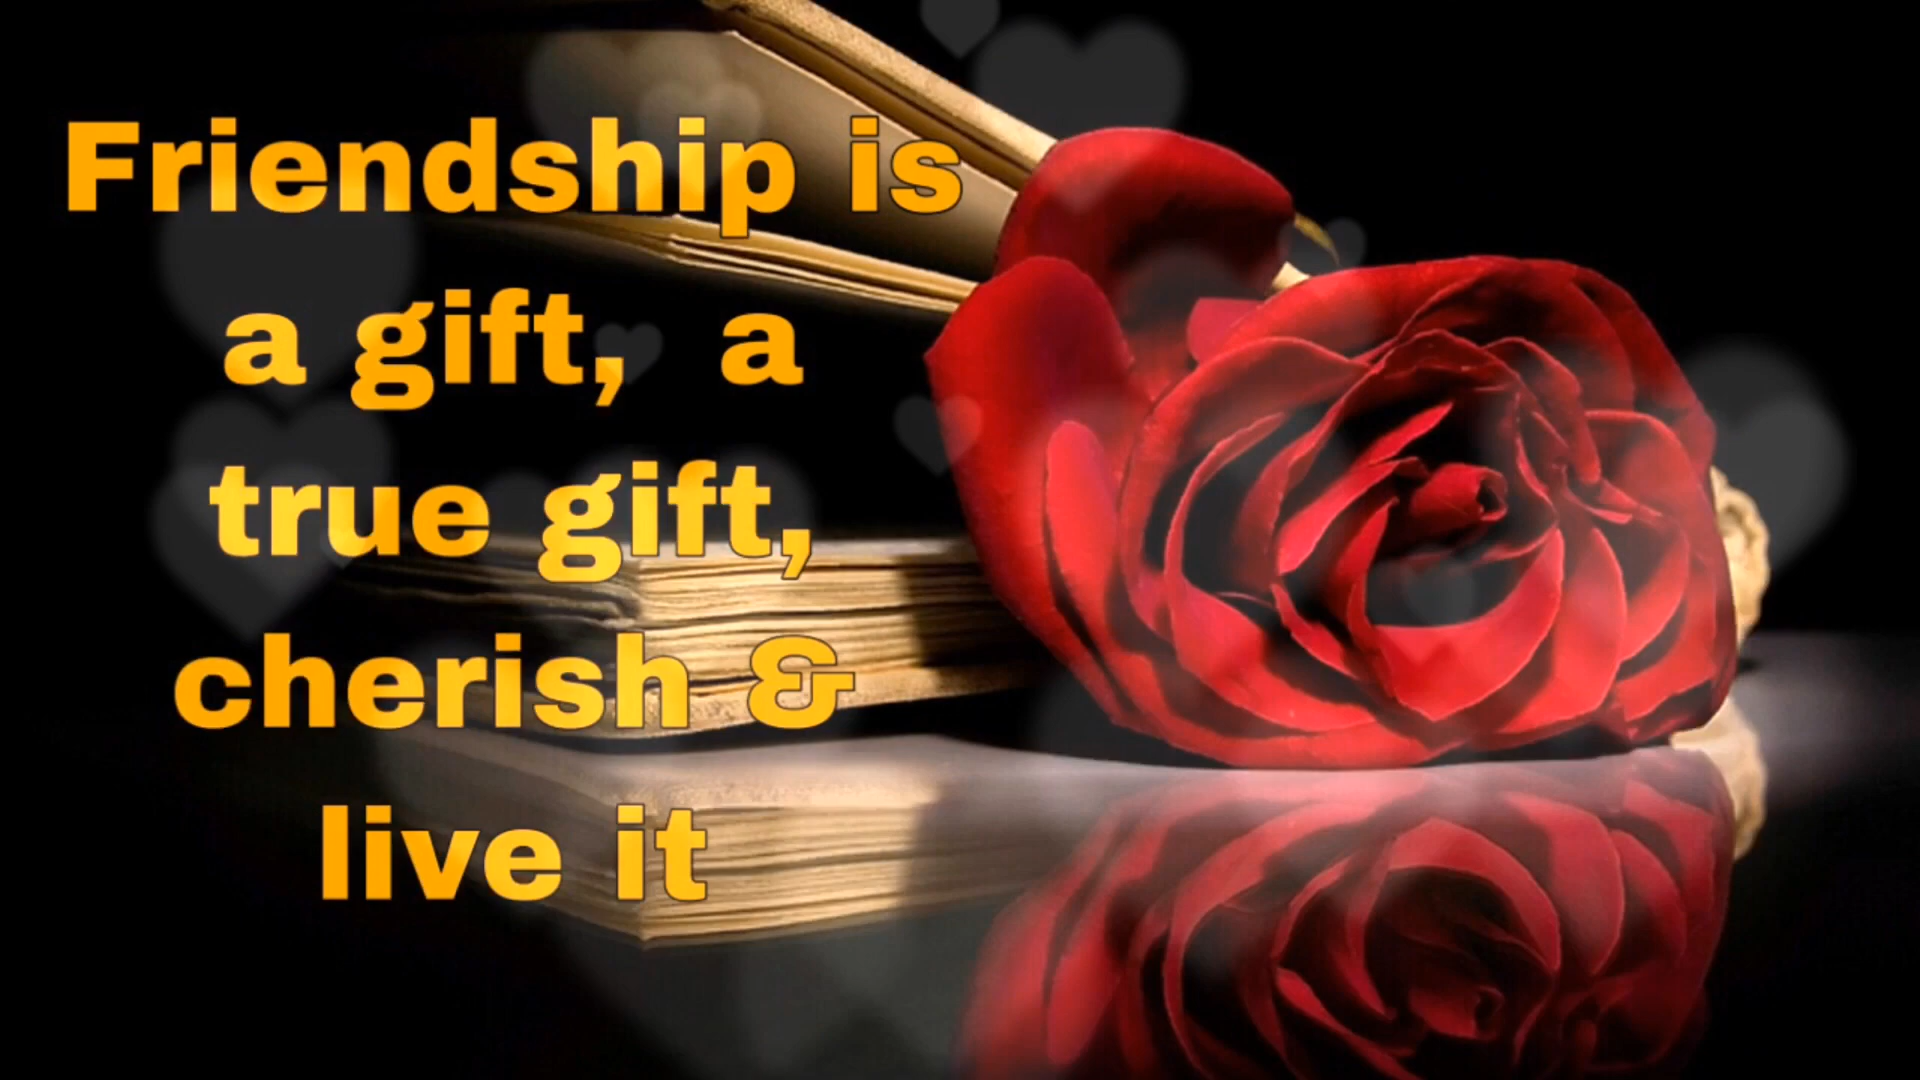 Friendship is
a gift,  a
true gift,
cherish &
live it